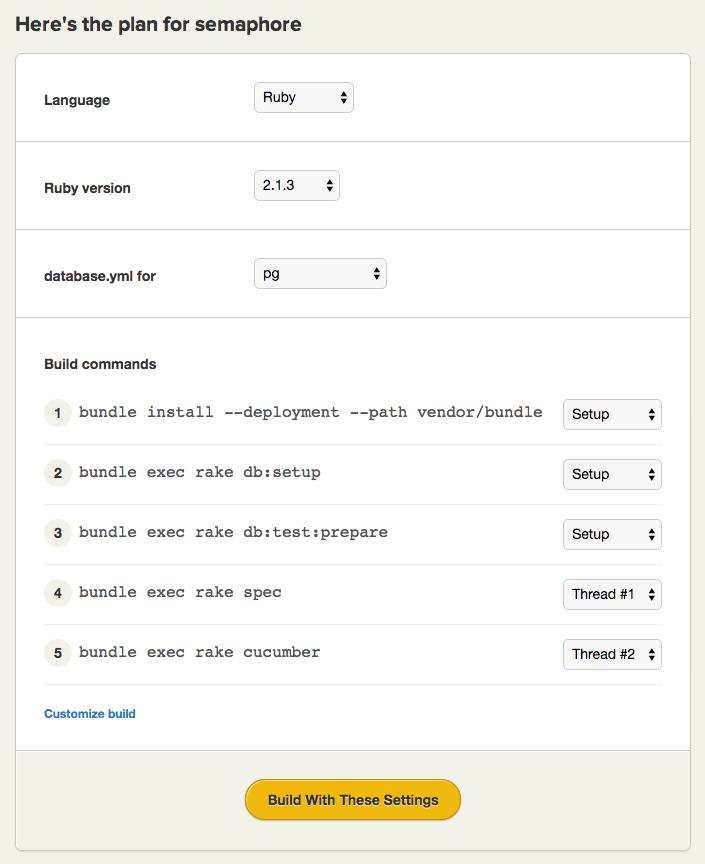 Here's the plan for semaphore
Language
Ruby
Ruby version
2.1.3
database.yml for
pg
Build commands
1 bundle install --deployment --path vendor/bundle Setup
2 bundle exec rake db:setup Setup
3 bundle exec rake db:test:prepare Setup
4 bundle exec rake spec Thread #1
5 bundle exec rake cucumber Thread #2
Customize build
Build With These Settings